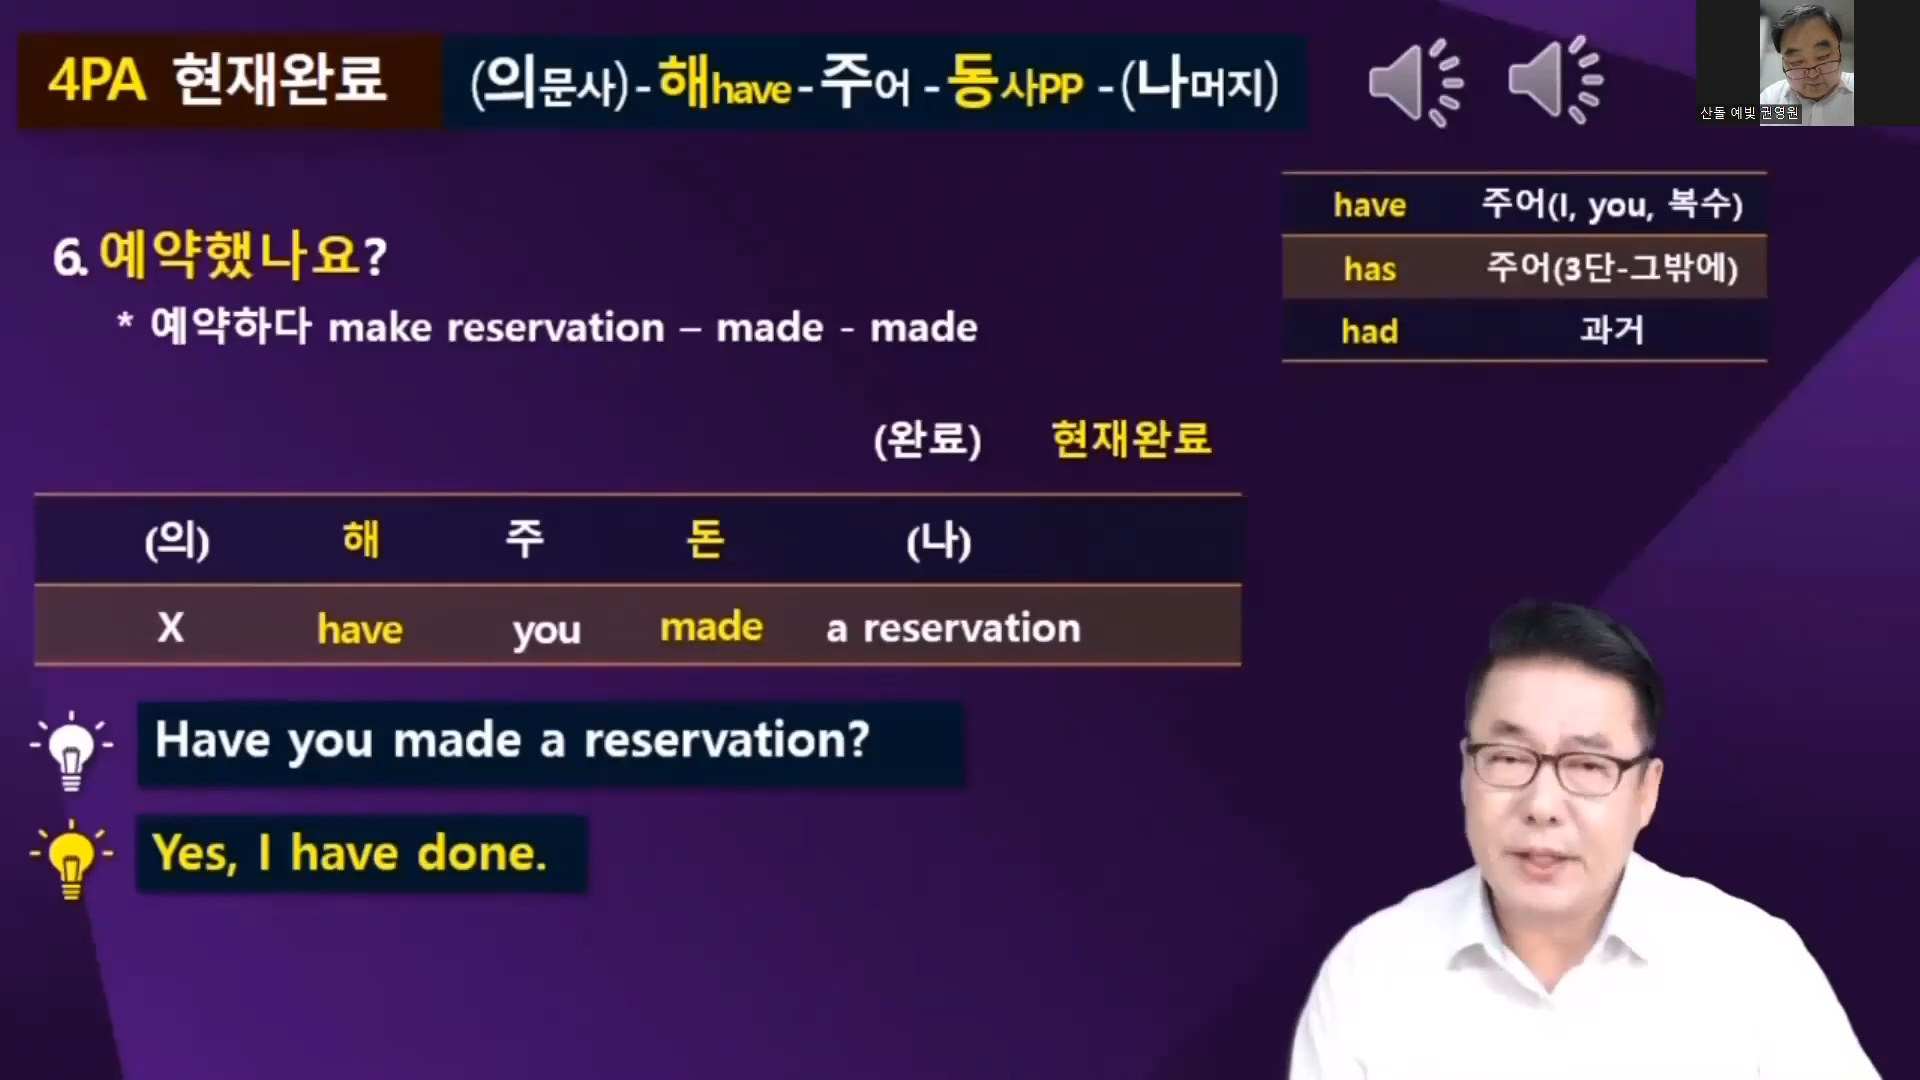 4PA 현재완료 (의문사) - 해have - 주어 - 동사PP - (나머지)
산돌 예빛 권영원
have 주어(I, you, 복수)
has 주어(3단-그밖에)
had 과거
6. 예약했나요?
* 예약하다 make reservation – made - made
(완료) 현재완료
(의) 해 주 돈 (나)
X have you made a reservation
Have you made a reservation?
Yes, I have done.